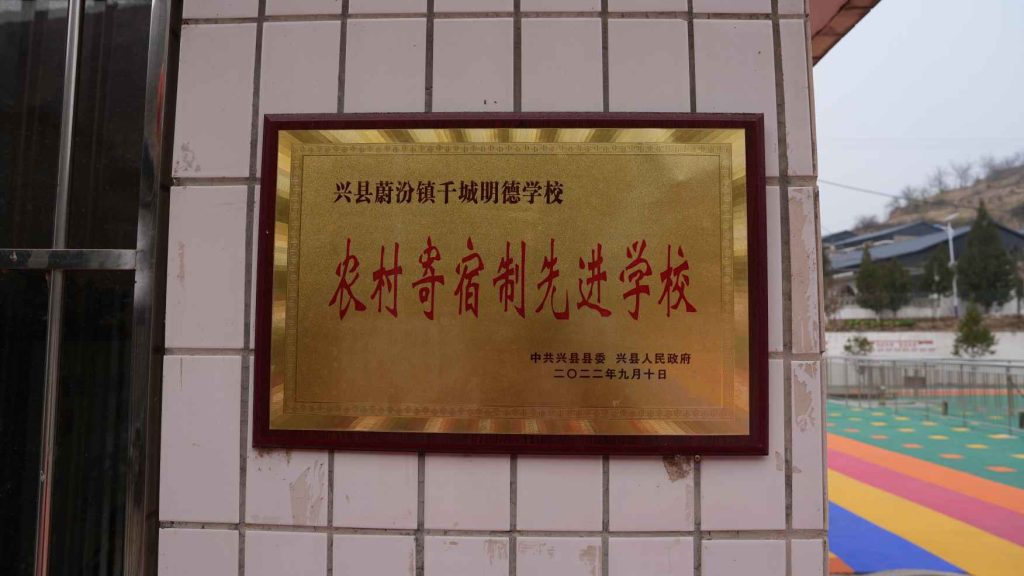 兴县蔚汾镇千城明德学校
农村寄宿制先进学校
中共兴县县委 兴县人民政府
二〇二二年九月十日